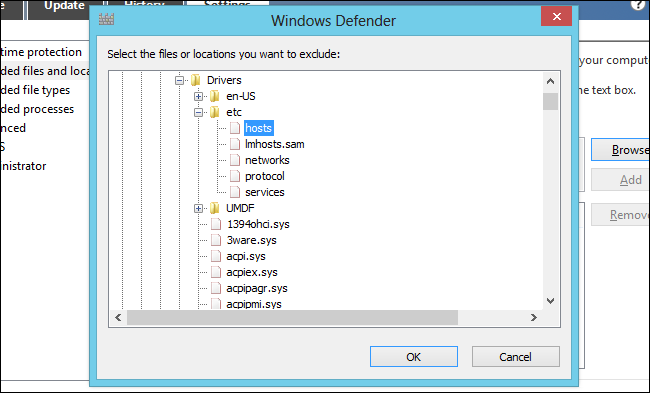 Update
History
Settings
Windows Defender
Select the files or locations you want to exclude:
time protection
ded files and loca
ded file types
ded processes
nced
S
inistrator
Drivers
en-US
etc
hosts
lmhosts.sam
networks
protocol
services
UMDF
1394ohci.sys
3ware.sys
acpi.sys
acpiex.sys
acpipagr.sys
acpipmi.sys
your compute
he text box.
Browse
Add
Remove
OK
Cancel